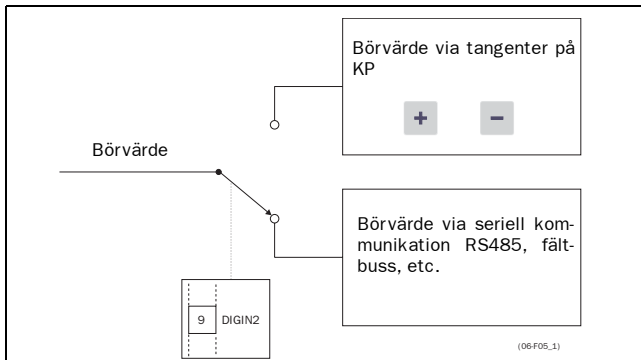 Börvärde via tangenter på
KP
+ −
Börvärde
Börvärde via seriell kom-
munikation RS485, fält-
buss, etc.
9 DIGIN2
(06-F05_1)